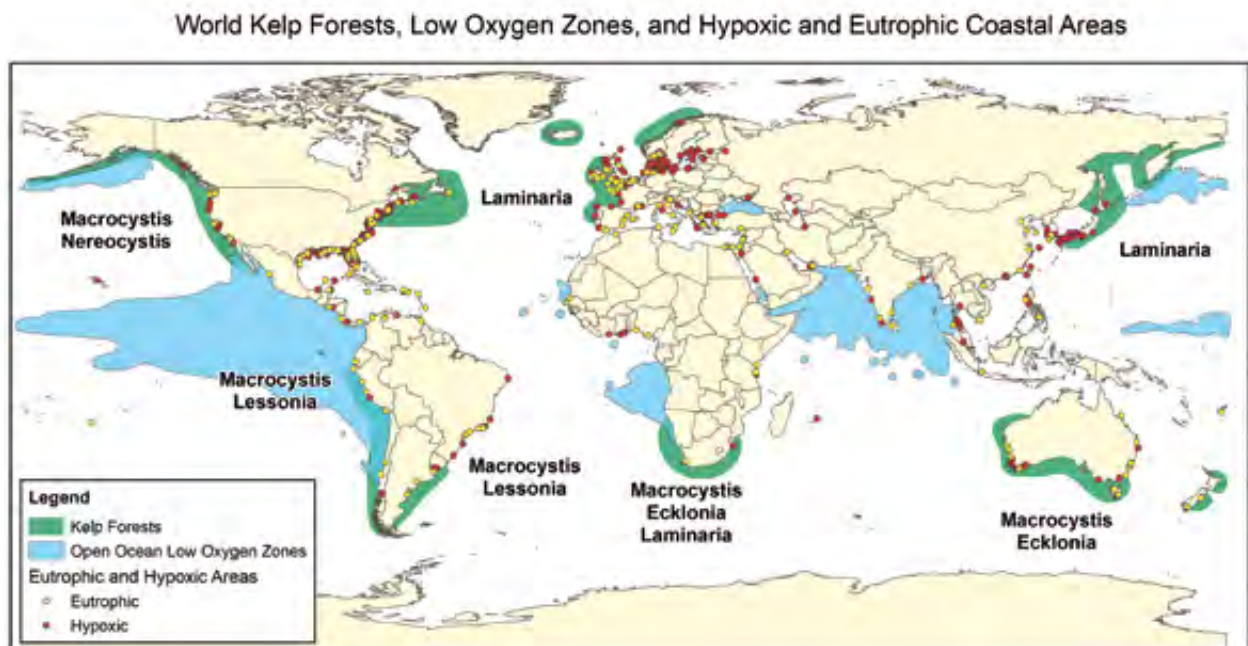 World Kelp Forests, Low Oxygen Zones, and Hypoxic and Eutrophic Coastal Areas
Laminaria
Macrocystis
Nereocystis
Laminaria
Macrocystis
Lessonia
Macrocystis
Lessonia
Macrocystis
Ecklonia
Laminaria
Macrocystis
Ecklonia
Legend
Kelp Forests
Open Ocean Low Oxygen Zones
Eutrophic and Hypoxic Areas
Eutrophic
Hypoxic